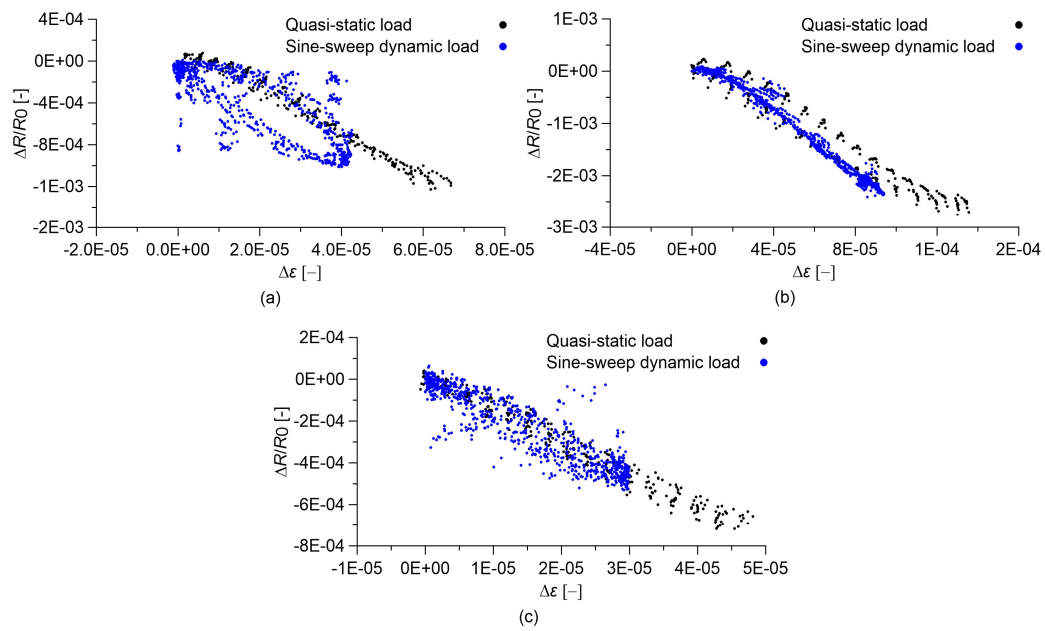 4E-04
0E+00
-4E-04
-8E-04
-1E-03
-2E-03
ΔR/R0 [-]
Quasi-static load
Sine-sweep dynamic load
-2.0E-05 0.0E+00 2.0E-05 4.0E-05 6.0E-05 8.0E-05
Δε [–]
(a)
1E-03
0E+00
-1E-03
-2E-03
-3E-03
ΔR/R0 [-]
Quasi-static load
Sine-sweep dynamic load
-4E-05 0E+00 4E-05 8E-05 1E-04 2E-04
Δε [–]
(b)
2E-04
0E+00
-2E-04
-4E-04
-6E-04
-8E-04
ΔR/R0 [-]
Quasi-static load
Sine-sweep dynamic load
-1E-05 0E+00 1E-05 2E-05 3E-05 4E-05 5E-05
Δε [–]
(c)